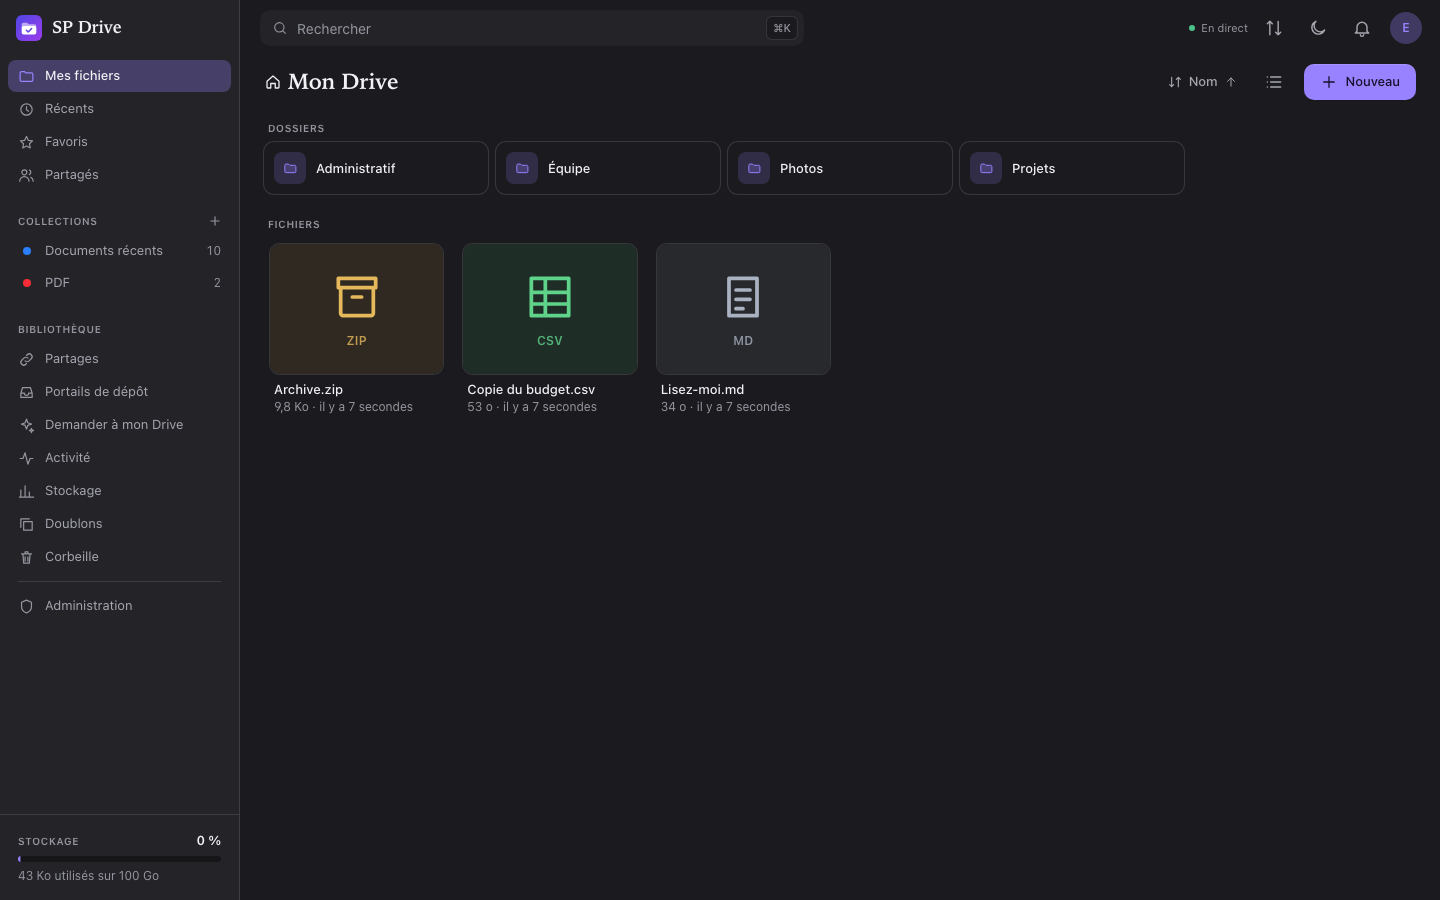 SP Drive
Rechercher
⌘K
En direct
E
Mes fichiers
Récents
Favoris
Partagés
COLLECTIONS
Documents récents 10
PDF 2
BIBLIOTHÈQUE
Partages
Portails de dépôt
Demander à mon Drive
Activité
Stockage
Doublons
Corbeille
Administration
STOCKAGE 0 %
43 Ko utilisés sur 100 Go
Mon Drive
Nom
Nouveau
DOSSIERS
Administratif
Équipe
Photos
Projets
FICHIERS
ZIP
Archive.zip
9,8 Ko · il y a 7 secondes
CSV
Copie du budget.csv
53 o · il y a 7 secondes
MD
Lisez-moi.md
34 o · il y a 7 secondes